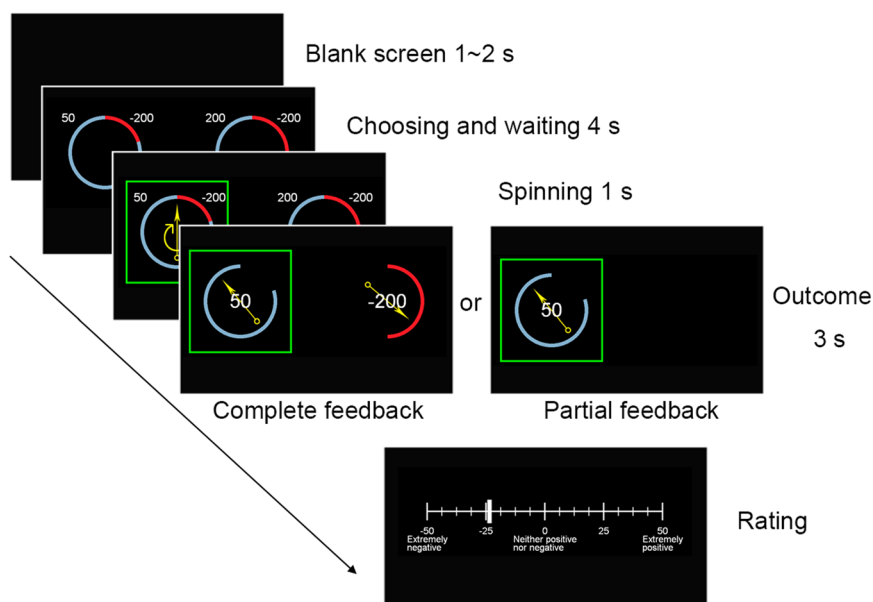 Blank screen 1~2 s
50 -200 200 -200
Choosing and waiting 4 s
50 -200 200 -200
Spinning 1 s
50 -200
or
50
Outcome
3 s
Complete feedback
Partial feedback
-50 -25 0 25 50
Extremely negative
Neither positive nor negative
Extremely positive
Rating